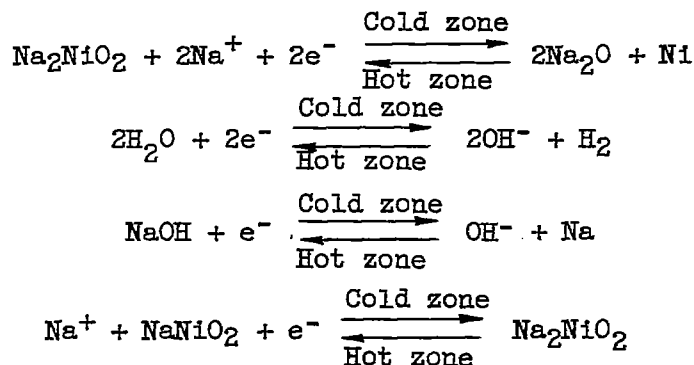 Cold zone
Na₂NiO₂ + 2Na⁺ + 2e⁻ ⇄ 2Na₂O + Ni
Hot zone
Cold zone
2H₂O + 2e⁻ ⇄ 2OH⁻ + H₂
Hot zone
Cold zone
NaOH + e⁻ ⇄ OH⁻ + Na
Hot zone
Cold zone
Na⁺ + NaNiO₂ + e⁻ ⇄ Na₂NiO₂
Hot zone